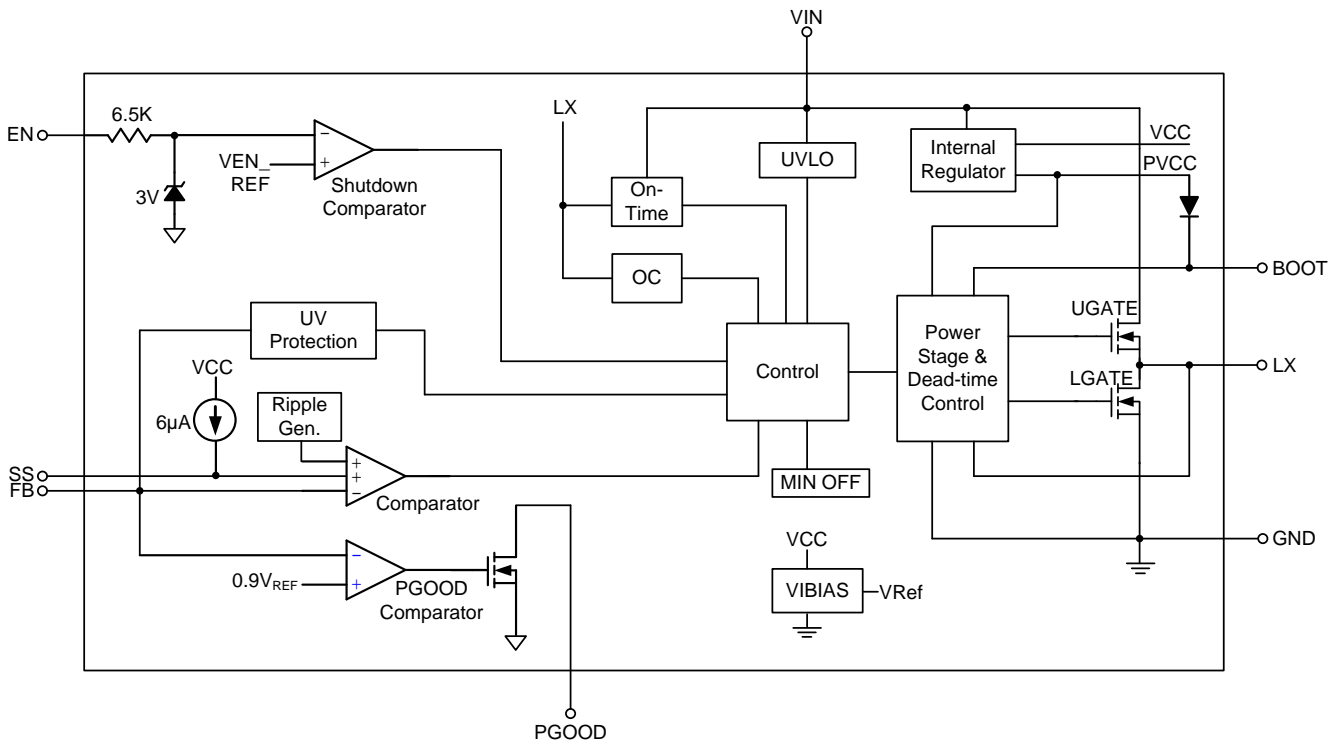 VIN
EN
6.5K
3V
VEN_
REF
−
+
Shutdown
Comparator
LX
On-
Time
OC
UVLO
Internal
Regulator
VCC
PVCC
BOOT
UV
Protection
VCC
6µA
Ripple
Gen.
SS
FB
+
+
−
Comparator
Control
MIN OFF
Power
Stage &
Dead-time
Control
UGATE
LGATE
LX
GND
0.9VREF
−
+
PGOOD
Comparator
VCC
VIBIAS
VRef
PGOOD